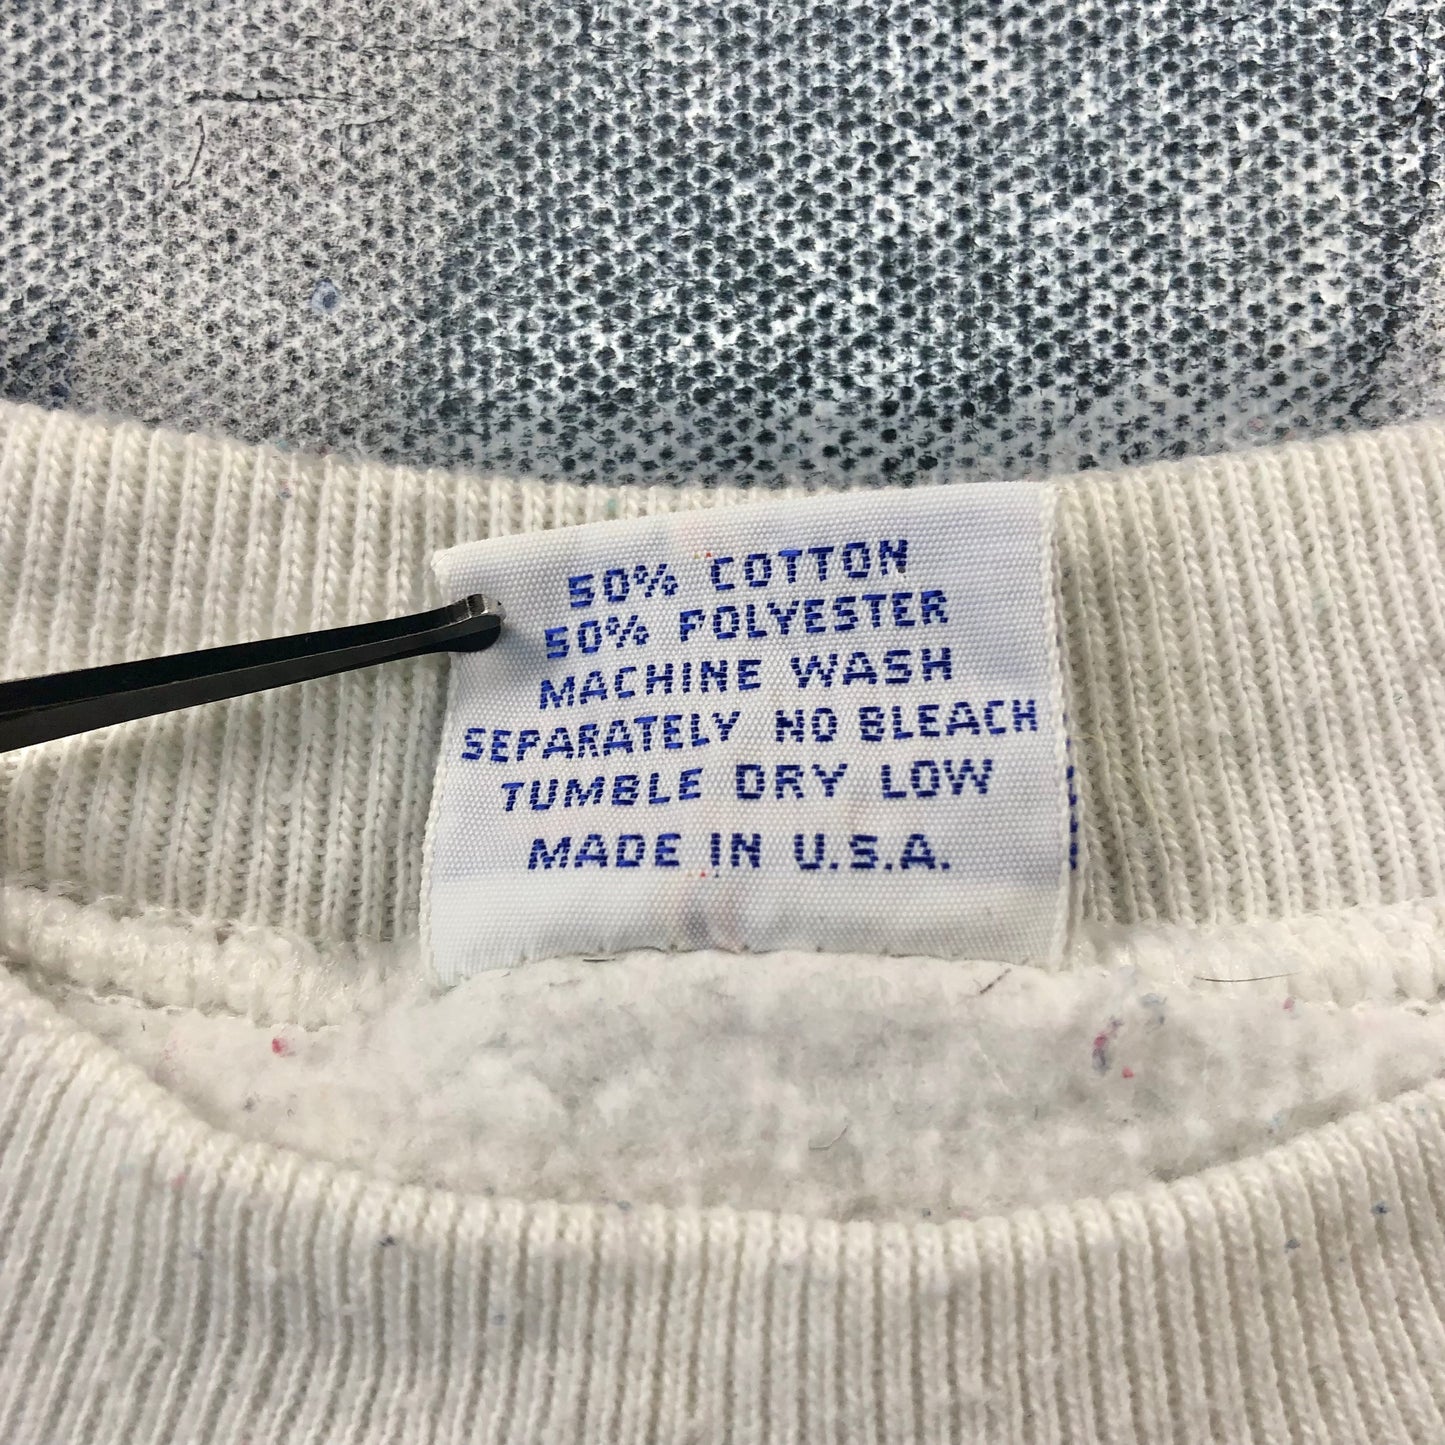 50% COTTON
50% POLYESTER
MACHINE WASH
SEPARATELY NO BLEACH
TUMBLE DRY LOW
MADE IN U.S.A.